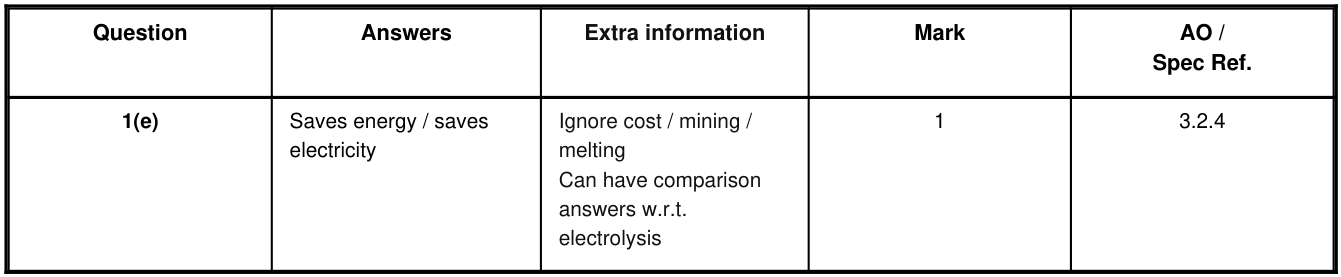 Question Answers Extra information Mark AO /
Spec Ref.
1(e) Saves energy / saves Ignore cost / mining / 1 3.2.4
electricity melting
Can have comparison
answers w.r.t.
electrolysis